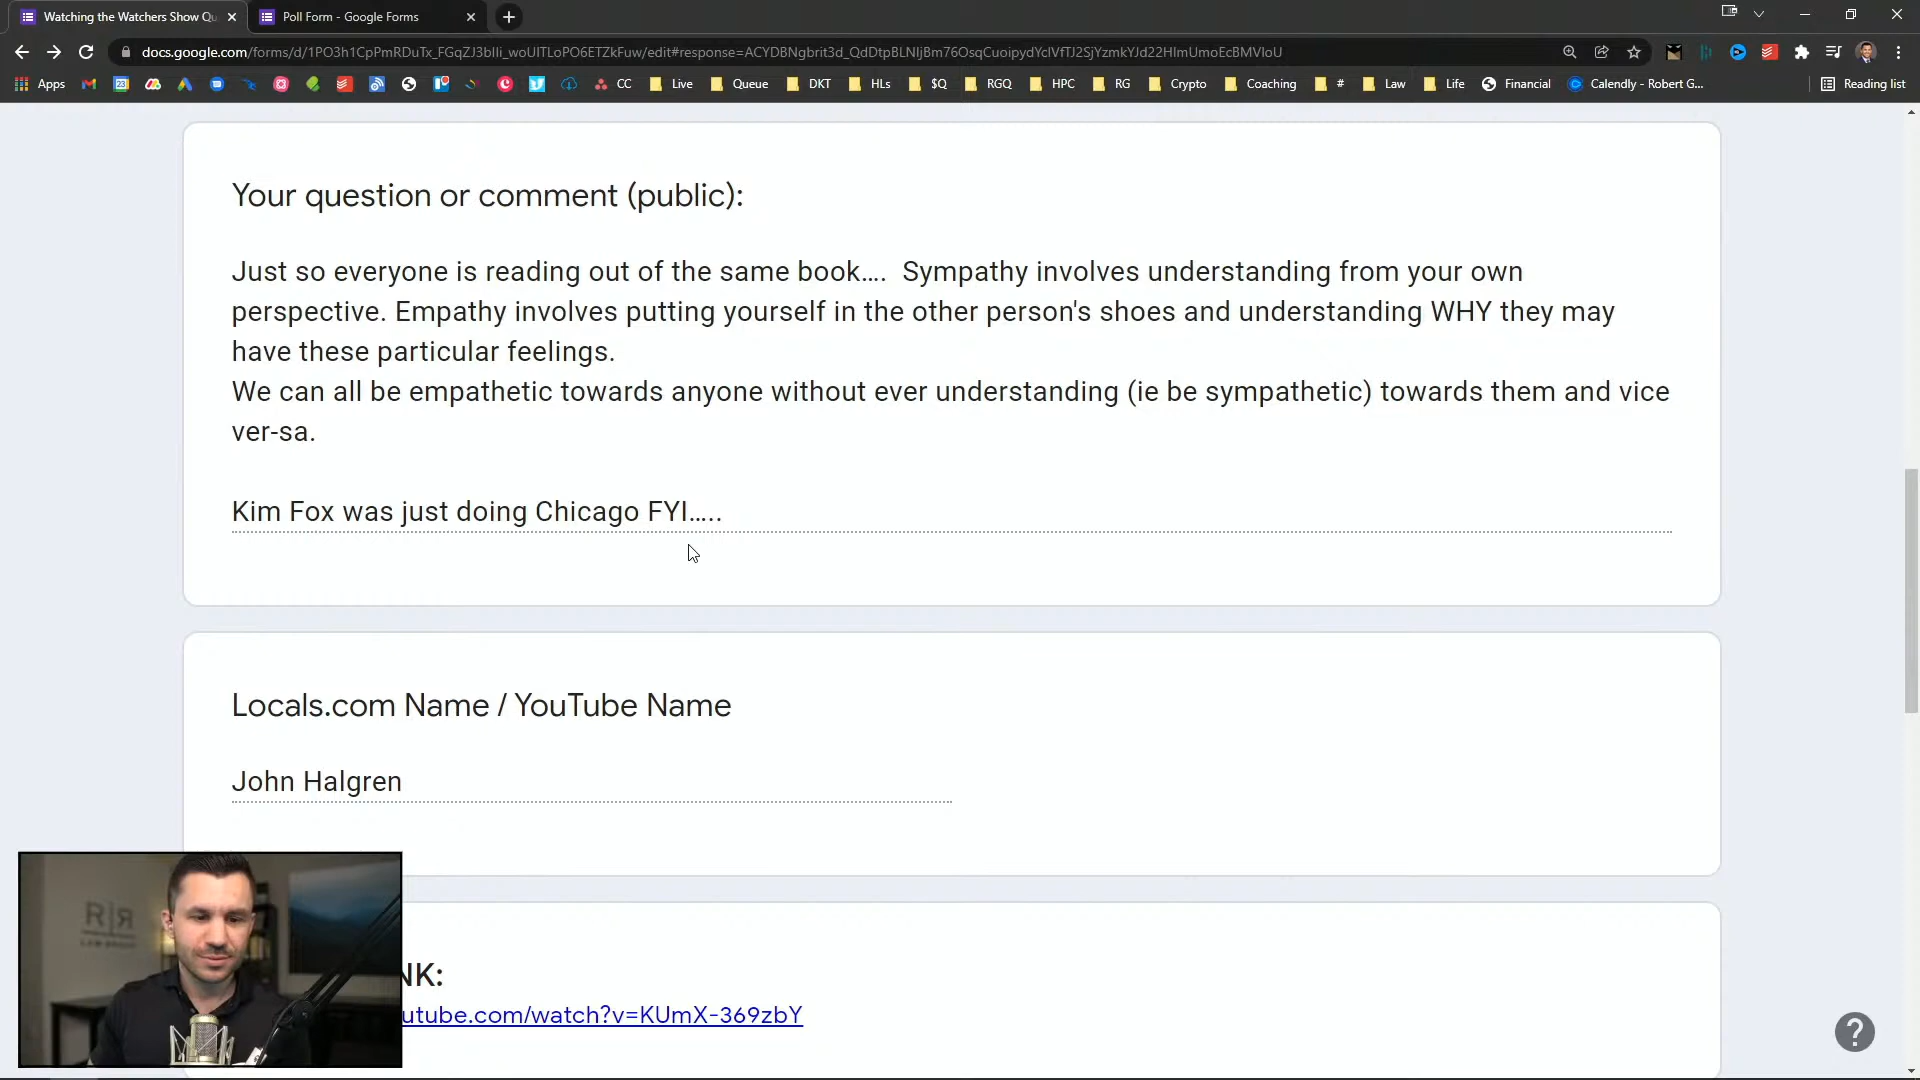 Watching the Watchers Show Qu
Poll Form - Google Forms
docs.google.com/forms/d/1PO3h1CpPmRDuTx_FGqZJ3bIIi_woUITLoPO6ETZkFuw/edit#response=ACYDBNgbrit3d_QdDtpBLNIjBm76OsqCuoipydYcIVfTJ2SjYzmkYJd22HImUmoEcBMVIoU
Apps
CC
Live
Queue
DKT
HLs
$Q
RGQ
HPC
RG
Crypto
Coaching
#
Law
Life
Financial
Calendly - Robert G...
Reading list
Your question or comment (public):
Just so everyone is reading out of the same book....  Sympathy involves understanding from your own
perspective. Empathy involves putting yourself in the other person's shoes and understanding WHY they may
have these particular feelings.
We can all be empathetic towards anyone without ever understanding (ie be sympathetic) towards them and vice
ver-sa.
Kim Fox was just doing Chicago FYI.....
Locals.com Name / YouTube Name
John Halgren
NK:
utube.com/watch?v=KUmX-369zbY
R|R
LAW GROUP